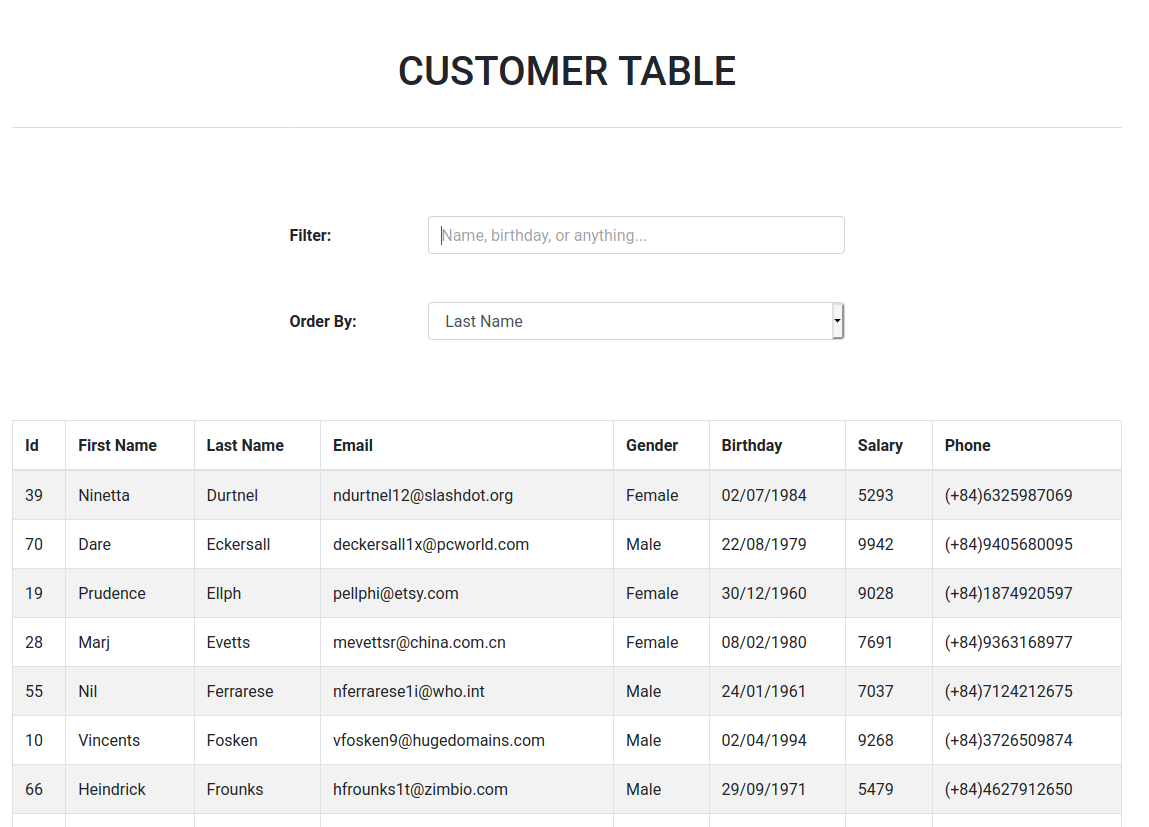 CUSTOMER TABLE
Filter:
Name, birthday, or anything...
Order By:
Last Name
Id First Name Last Name Email Gender Birthday Salary Phone
39 Ninetta Durtnel ndurtnel12@slashdot.org Female 02/07/1984 5293 (+84)6325987069
70 Dare Eckersall deckersall1x@pcworld.com Male 22/08/1979 9942 (+84)9405680095
19 Prudence Ellph pellphi@etsy.com Female 30/12/1960 9028 (+84)1874920597
28 Marj Evetts mevettsr@china.com.cn Female 08/02/1980 7691 (+84)9363168977
55 Nil Ferrarese nferrarese1i@who.int Male 24/01/1961 7037 (+84)7124212675
10 Vincents Fosken vfosken9@hugedomains.com Male 02/04/1994 9268 (+84)3726509874
66 Heindrick Frounks hfrounks1t@zimbio.com Male 29/09/1971 5479 (+84)4627912650